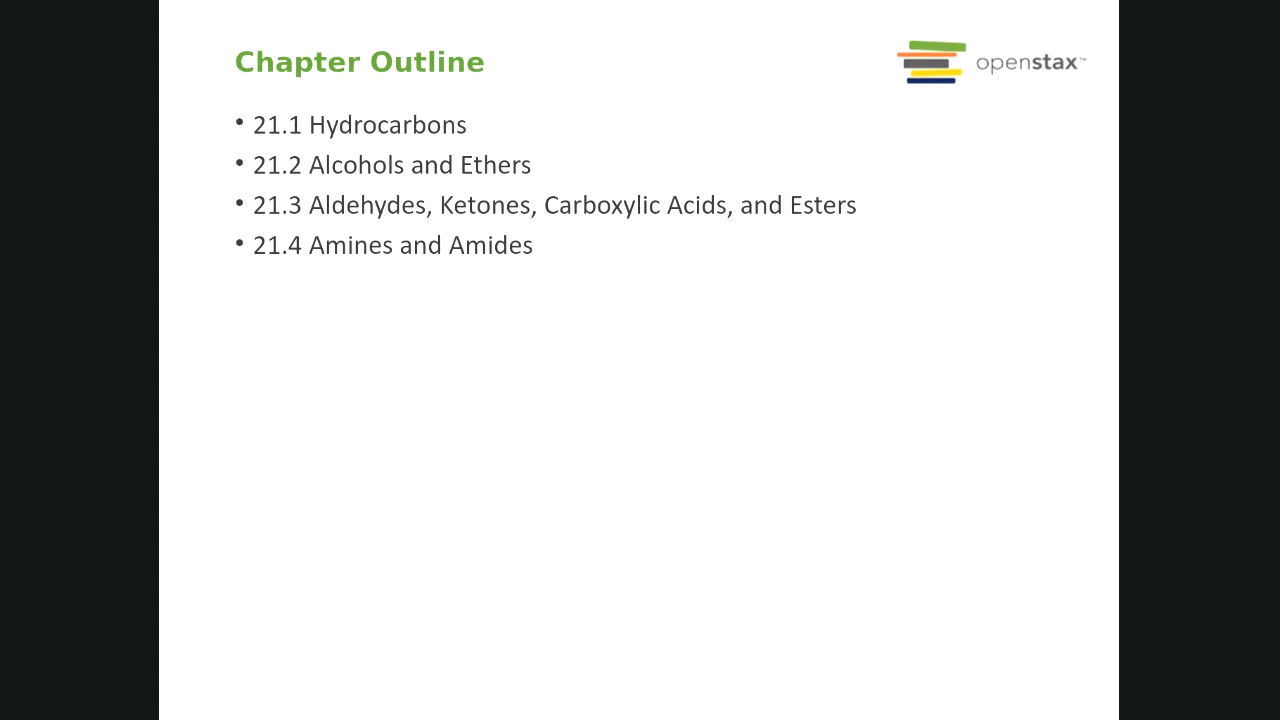 Chapter Outline
openstax™
• 21.1 Hydrocarbons
• 21.2 Alcohols and Ethers
• 21.3 Aldehydes, Ketones, Carboxylic Acids, and Esters
• 21.4 Amines and Amides